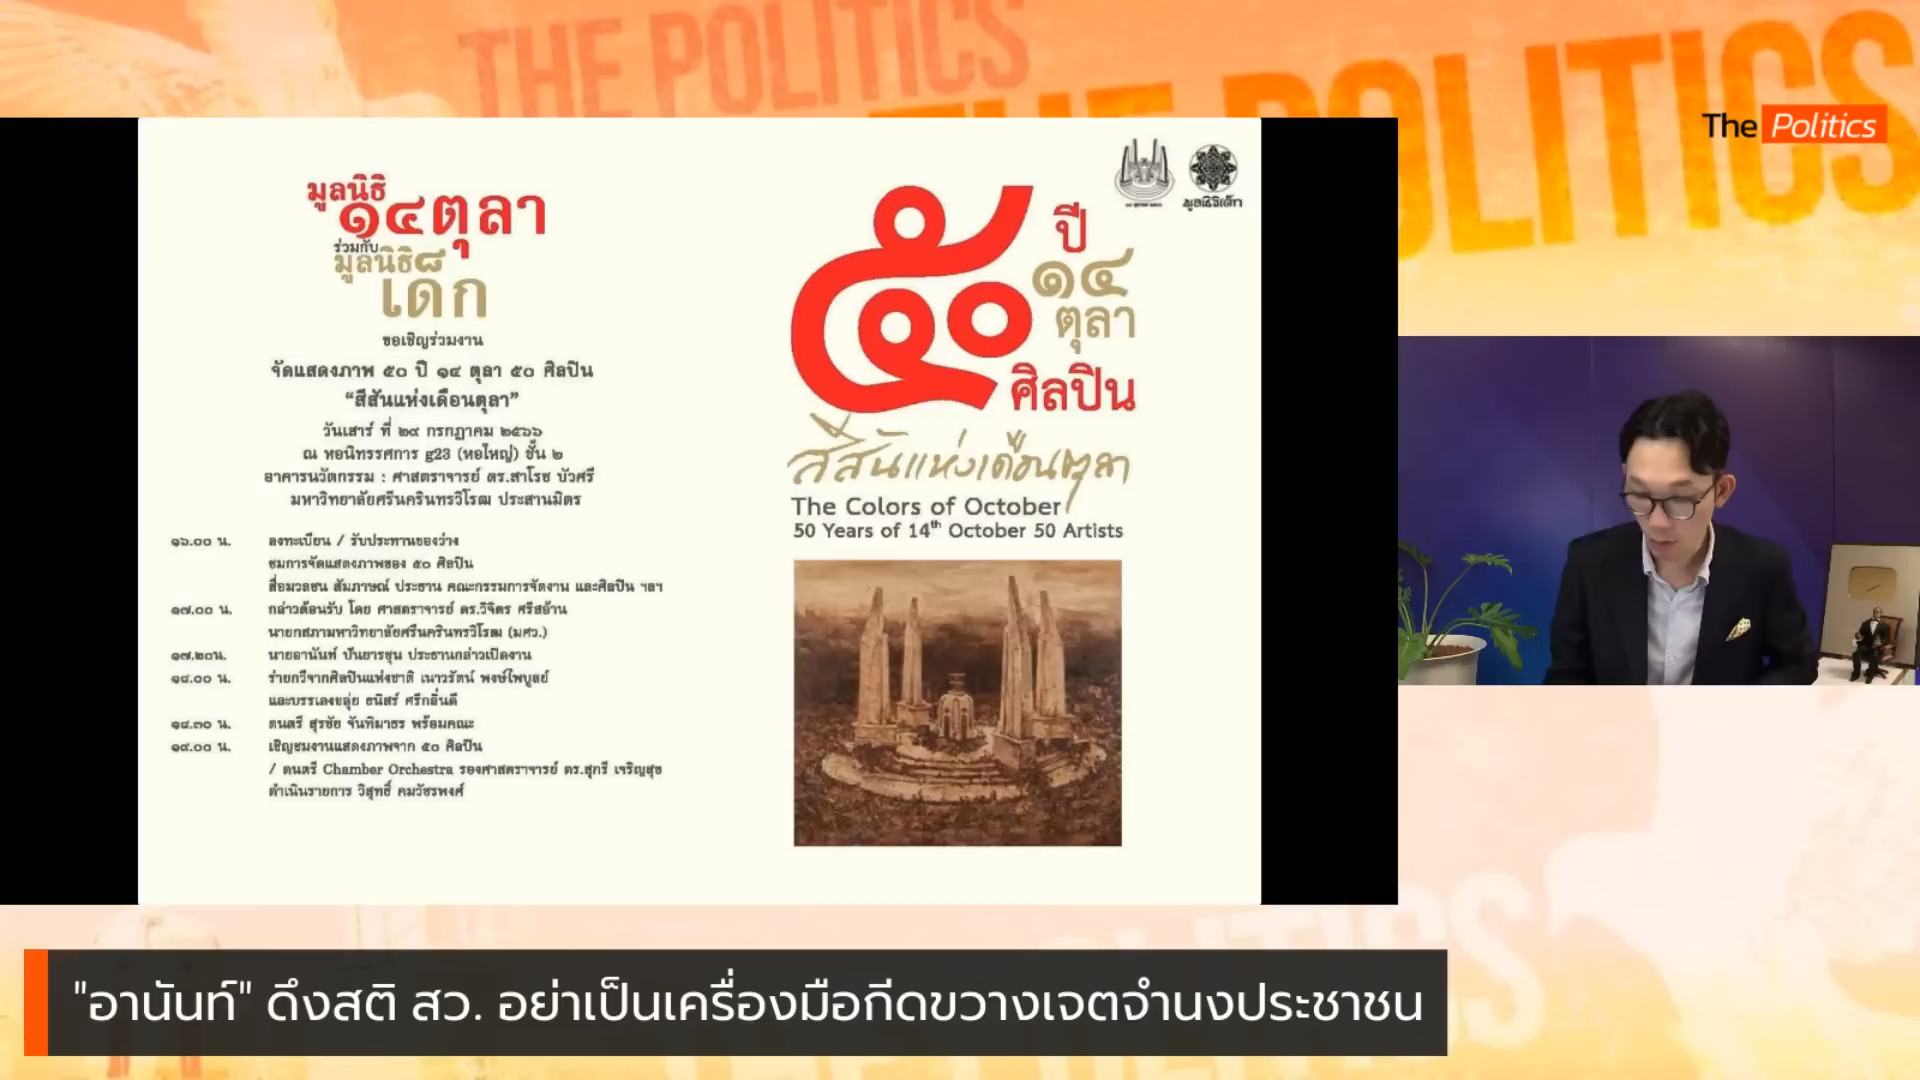 THE POLITICS
THE POLITICS
The Politics
มูลนิธิ
๑๔ตุลา
ร่วมกับ
มูลนิธิ
เด็ก
ขอเชิญร่วมงาน
จัดแสดงภาพ ๕๐ ปี ๑๔ ตุลา ๕๐ ศิลปิน
“สีสันแห่งเดือนตุลา”
วันเสาร์ ที่ ๒๙ กรกฎาคม ๒๕๖๖
ณ หอนิทรรศการ g23 (หอใหญ่) ชั้น ๒
อาคารนวัตกรรม : ศาสตราจารย์ ดร.สาโรช บัวศรี
มหาวิทยาลัยศรีนครินทรวิโรฒ ประสานมิตร
๑๖.๐๐ น. ลงทะเบียน / รับประทานของว่าง
ชมการจัดแสดงภาพของ ๕๐ ศิลปิน
สื่อมวลชน สัมภาษณ์ ประธาน คณะกรรมการจัดงาน และศิลปิน ฯลฯ
๑๗.๐๐ น. กล่าวต้อนรับ โดย ศาสตราจารย์ ดร.วิจิตร ศรีสอ้าน
นายกสภามหาวิทยาลัยศรีนครินทรวิโรฒ (มศว.)
๑๗.๒๐น. นายอานันท์ ปันยารชุน ประธานกล่าวเปิดงาน
๑๘.๐๐ น. ร่ายกวีจากศิลปินแห่งชาติ เนาวรัตน์ พงษ์ไพบูลย์
และบรรเลงขลุ่ย ธนิสร์ ศรีกลิ่นดี
๑๘.๓๐ น. ดนตรี สุรชัย จันทิมาธร พร้อมคณะ
๑๙.๐๐ น. เชิญชมงานแสดงภาพจาก ๕๐ ศิลปิน
/ ดนตรี Chamber Orchestra รองศาสตราจารย์ ดร.สุกรี เจริญสุข
ดำเนินรายการ วิสุทธิ์ คมวัชรพงศ์
มูลนิธิเด็ก
๕๐ ปี
๑๔
ตุลา
๕๐ ศิลปิน
สีสันแห่งเดือนตุลา
The Colors of October
50 Years of 14th October 50 Artists
"อานันท์" ดึงสติ สว. อย่าเป็นเครื่องมือกีดขวางเจตจำนงประชาชน